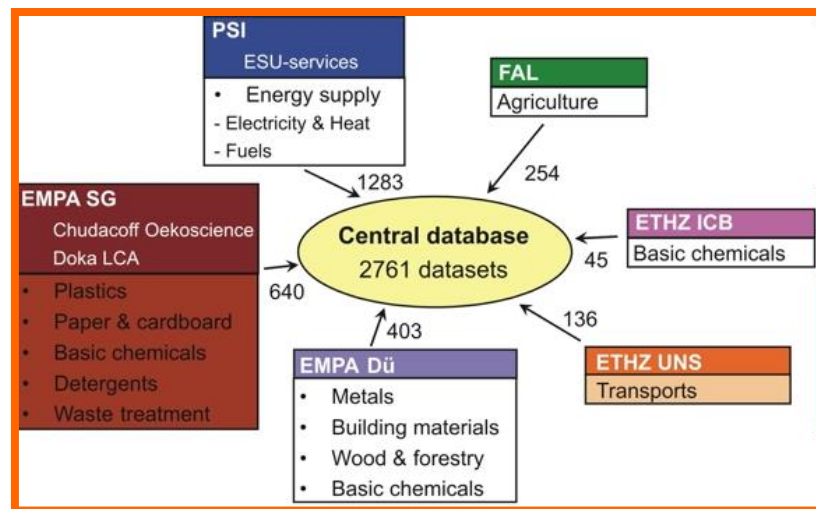 PSI
ESU-services
• Energy supply
- Electricity & Heat
- Fuels
1283
FAL
Agriculture
254
EMPA SG
Chudacoff Oekoscience
Doka LCA
• Plastics
• Paper & cardboard
• Basic chemicals
• Detergents
• Waste treatment
640
Central database
2761 datasets
ETHZ ICB
Basic chemicals
45
403
EMPA Dü
• Metals
• Building materials
• Wood & forestry
• Basic chemicals
136
ETHZ UNS
Transports